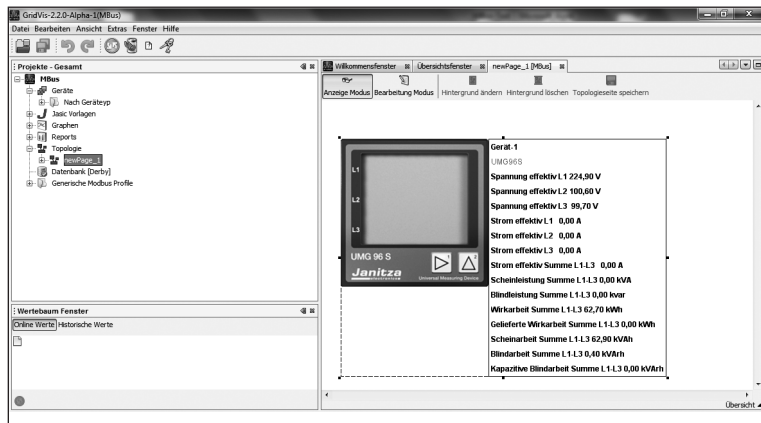 GridVis-2.2.0-Alpha-1(MBus)
Datei Bearbeiten Ansicht Extras Fenster Hilfe
Projekte - Gesamt
MBus
Geräte
Nach Gerätetyp
Jasic Vorlagen
Graphen
Reports
Topologie
newPage_1
Datenbank [Derby]
Generische Modbus Profile
Wertebaum Fenster
Online Werte Historische Werte
Willkommensfenster Übersichtsfenster newPage_1 [MBus]
Anzeige Modus Bearbeitung Modus Hintergrund ändern Hintergrund löschen Topologieseite speichern
L1
L2
L3
UMG 96 S
Janitza
Universal Measuring Device
Gerät-1
UMG96S
Spannung effektiv L1 224,90 V
Spannung effektiv L2 100,60 V
Spannung effektiv L3 99,70 V
Strom effektiv L1 0,00 A
Strom effektiv L2 0,00 A
Strom effektiv L3 0,00 A
Strom effektiv Summe L1-L3 0,00 A
Scheinleistung Summe L1-L3 0,00 kVA
Blindleistung Summe L1-L3 0,00 kvar
Wirkarbeit Summe L1-L3 62,70 kWh
Gelieferte Wirkarbeit Summe L1-L3 0,00 kWh
Scheinarbeit Summe L1-L3 62,90 kVAh
Blindarbeit Summe L1-L3 0,40 kVArh
Kapazitive Blindarbeit Summe L1-L3 0,00 kVArh
Übersicht